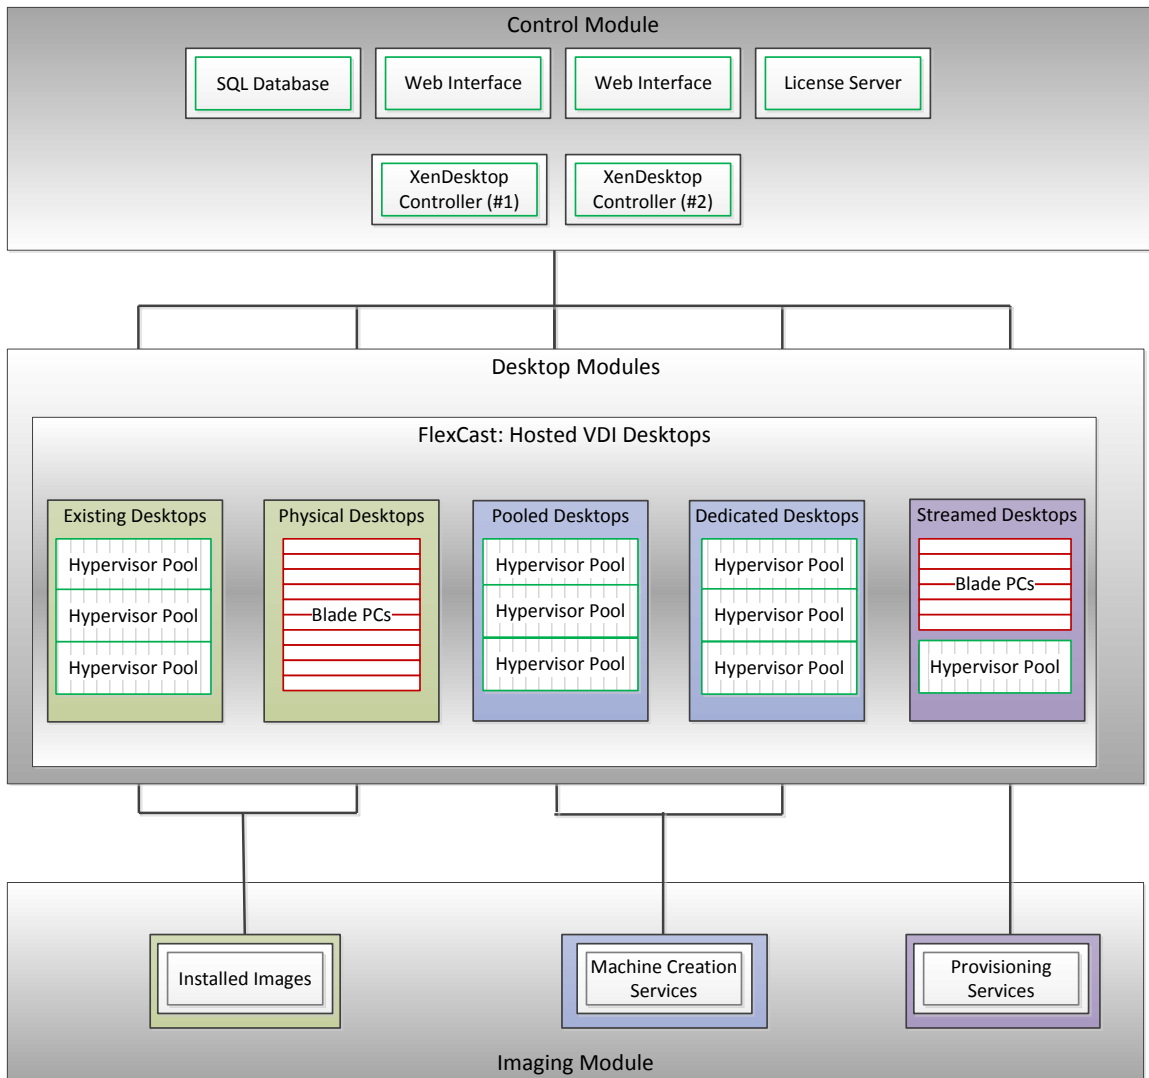 Control Module
SQL Database
Web Interface
Web Interface
License Server
XenDesktop
Controller (#1)
XenDesktop
Controller (#2)
Desktop Modules
FlexCast: Hosted VDI Desktops
Existing Desktops
Hypervisor Pool
Hypervisor Pool
Hypervisor Pool
Physical Desktops
Blade PCs
Pooled Desktops
Hypervisor Pool
Hypervisor Pool
Hypervisor Pool
Dedicated Desktops
Hypervisor Pool
Hypervisor Pool
Hypervisor Pool
Streamed Desktops
Blade PCs
Hypervisor Pool
Installed Images
Machine Creation
Services
Provisioning
Services
Imaging Module